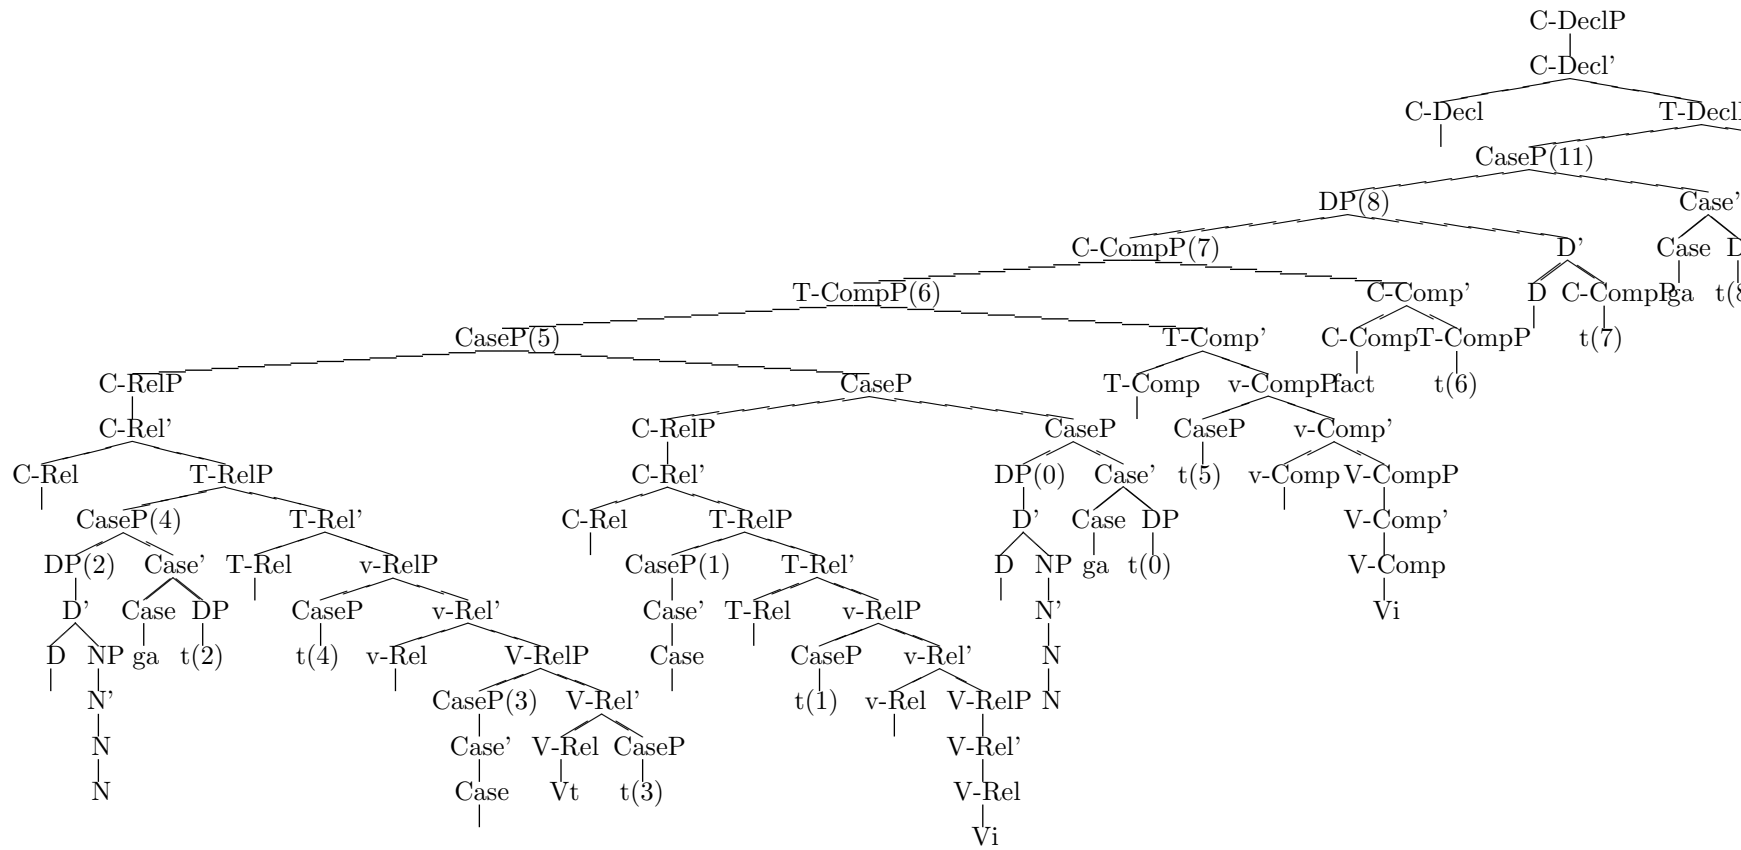 C-DeclP
C-Decl’
C-Decl T-Decl
CaseP(11)
DP(8) Case’
C-CompP(7) D’ Case D
T-CompP(6) C-Comp’ D C-CompP ga t(8
CaseP(5) T-Comp’ C-Comp T-CompP t(7)
C-RelP CaseP T-Comp v-CompP fact t(6)
C-Rel’ C-RelP CaseP CaseP v-Comp’
C-Rel T-RelP C-Rel’ DP(0) Case’ t(5) v-Comp V-CompP
CaseP(4) T-Rel’ C-Rel T-RelP D’ Case DP V-Comp’
DP(2) Case’ T-Rel v-RelP CaseP(1) T-Rel’ D NP ga t(0) V-Comp
D’ Case DP CaseP v-Rel’ Case’ T-Rel v-RelP N’ Vi
D NP ga t(2) t(4) v-Rel V-RelP Case CaseP v-Rel’ N
N’ CaseP(3) V-Rel’ t(1) v-Rel V-RelP N
N Case’ V-Rel CaseP V-Rel’
N Case Vt t(3) V-Rel
Vi